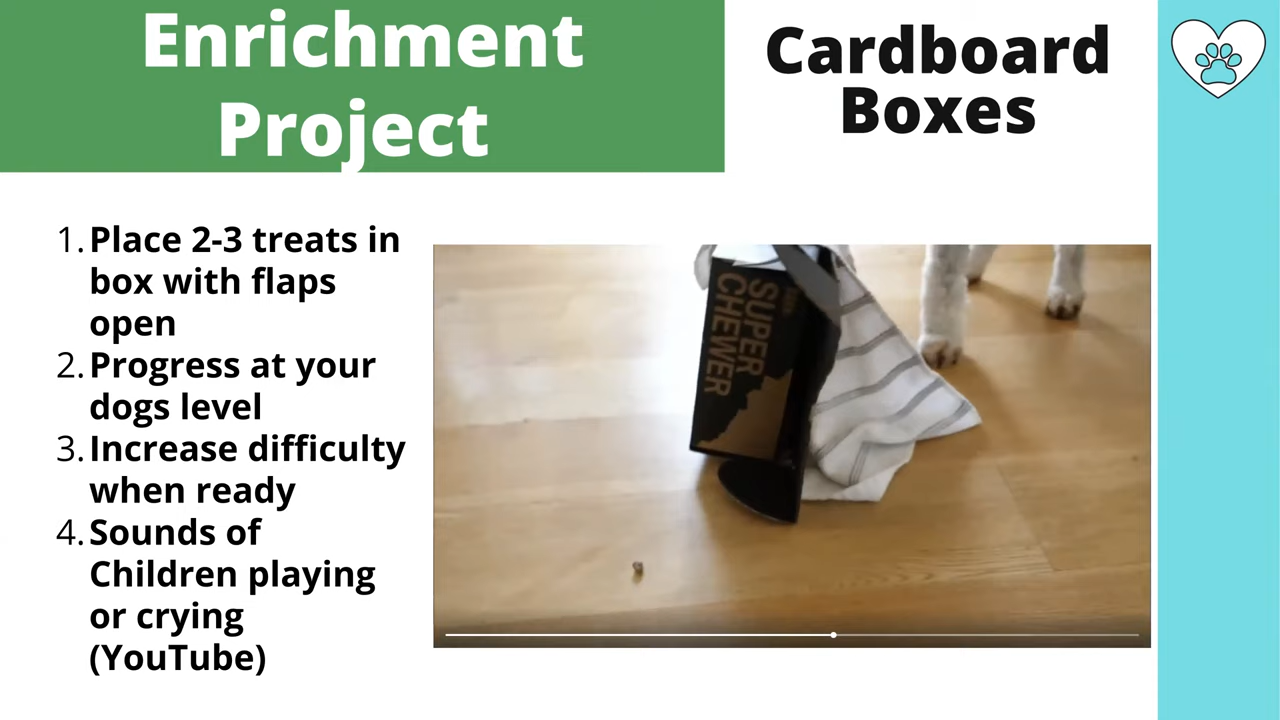 Enrichment
Project
Cardboard
Boxes
1. Place 2-3 treats in
box with flaps
open
2. Progress at your
dogs level
3. Increase difficulty
when ready
4. Sounds of
Children playing
or crying
(YouTube)
SUPER
CHEWER